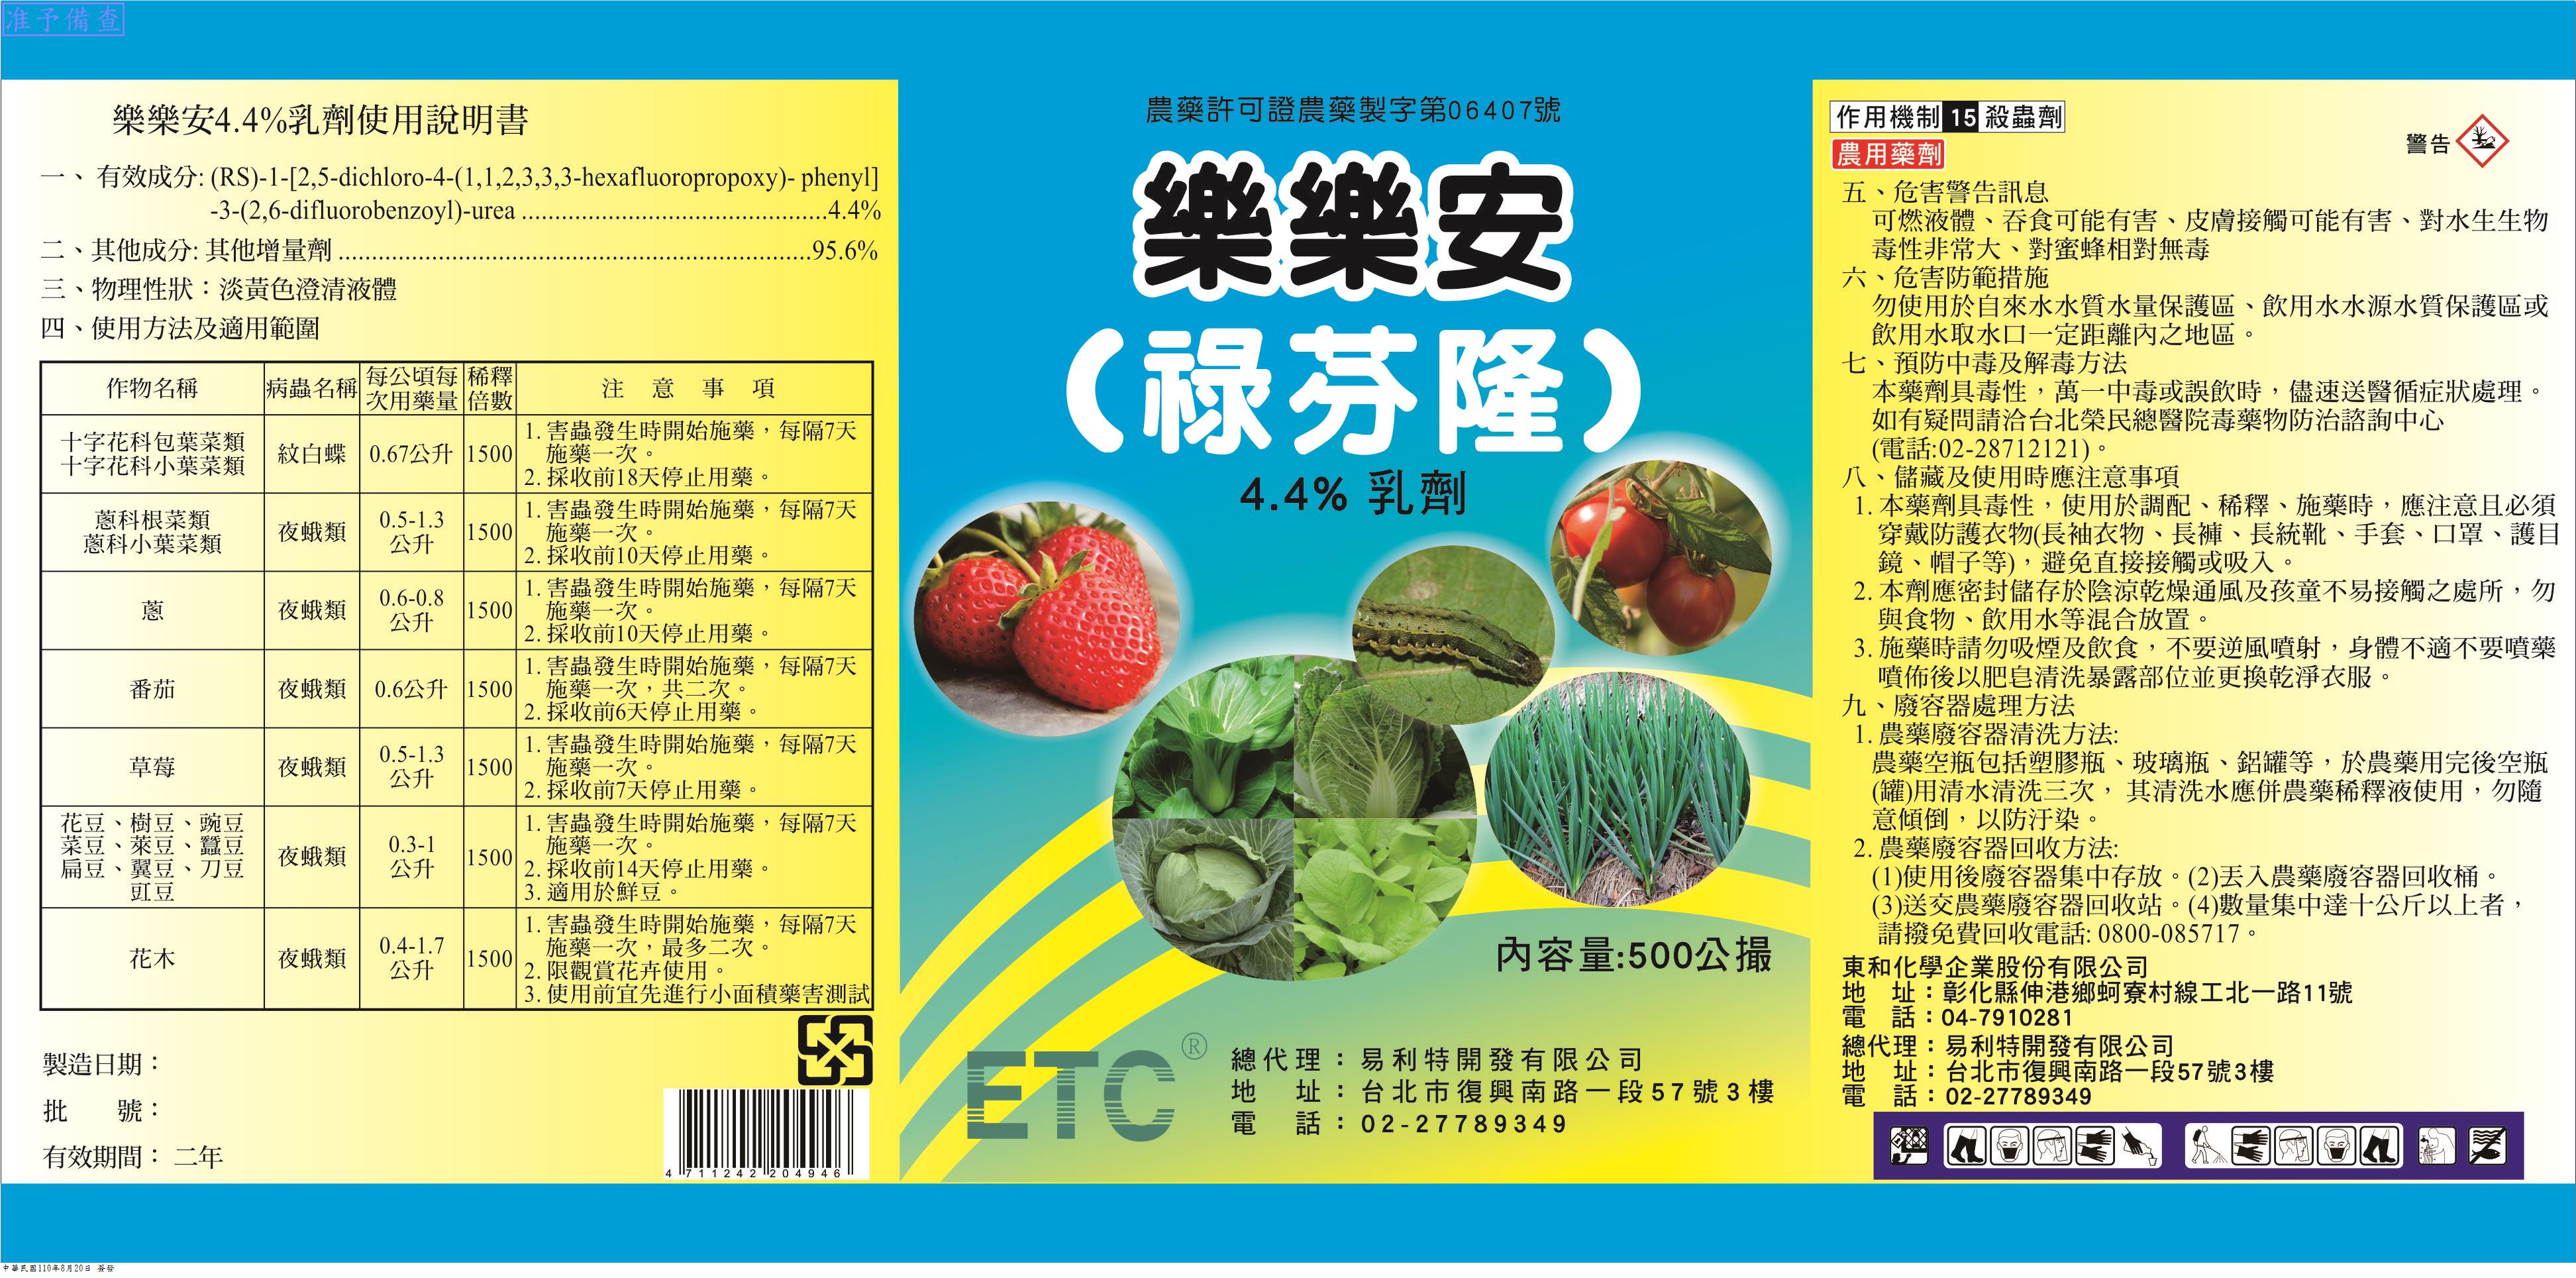 准予備查
樂樂安4.4%乳劑使用說明書
一、 有效成分: (RS)-1-[2,5-dichloro-4-(1,1,2,3,3,3-hexafluoropropoxy)- phenyl]
-3-(2,6-difluorobenzoyl)-urea ..............................................4.4%
二、其他成分: 其他增量劑 .......................................................................95.6%
三、物理性狀：淡黃色澄清液體
四、使用方法及適用範圍
作物名稱 病蟲名稱 每公頃每次用藥量 稀釋倍數 注 意 事 項
十字花科包葉菜類
十字花科小葉菜類
紋白蝶 0.67公升 1500
1. 害蟲發生時開始施藥，每隔7天
施藥一次。
2. 採收前18天停止用藥。
蔥科根菜類
蔥科小葉菜類
夜蛾類
0.5-1.3
公升
1500
1. 害蟲發生時開始施藥，每隔7天
施藥一次。
2. 採收前10天停止用藥。
蔥
夜蛾類
0.6-0.8
公升
1500
1. 害蟲發生時開始施藥，每隔7天
施藥一次。
2. 採收前10天停止用藥。
番茄 夜蛾類 0.6公升 1500
1. 害蟲發生時開始施藥，每隔7天
施藥一次，共二次。
2. 採收前6天停止用藥。
草莓
夜蛾類
0.5-1.3
公升
1500
1. 害蟲發生時開始施藥，每隔7天
施藥一次。
2. 採收前7天停止用藥。
花豆、樹豆、豌豆
菜豆、萊豆、蠶豆
扁豆、翼豆、刀豆
豇豆
夜蛾類
0.3-1
公升
1500
1. 害蟲發生時開始施藥，每隔7天
施藥一次。
2. 採收前14天停止用藥。
3. 適用於鮮豆。
花木
夜蛾類
0.4-1.7
公升
1500
1. 害蟲發生時開始施藥，每隔7天
施藥一次，最多二次。
2. 限觀賞花卉使用。
3. 使用前宜先進行小面積藥害測試
製造日期：
批　　號：
有效期間： 二年
4 711242 204946
農藥許可證農藥製字第06407號
樂樂安
(祿芬隆)
4.4% 乳劑
內容量:500公撮
ETC®
總代理：易利特開發有限公司
地　址：台北市復興南路一段57號3樓
電　話：02-27789349
作用機制 15 殺蟲劑
農用藥劑
警告
五、危害警告訊息
可燃液體、吞食可能有害、皮膚接觸可能有害、對水生生物
毒性非常大、對蜜蜂相對無毒
六、危害防範措施
勿使用於自來水水質水量保護區、飲用水水源水質保護區或
飲用水取水口一定距離內之地區。
七、預防中毒及解毒方法
本藥劑具毒性，萬一中毒或誤飲時，儘速送醫循症狀處理。
如有疑問請洽台北榮民總醫院毒藥物防治諮詢中心
(電話:02-28712121)。
八、儲藏及使用時應注意事項
1. 本藥劑具毒性，使用於調配、稀釋、施藥時，應注意且必須
穿戴防護衣物(長袖衣物、長褲、長統靴、手套、口罩、護目
鏡、帽子等)，避免直接接觸或吸入。
2. 本劑應密封儲存於陰涼乾燥通風及孩童不易接觸之處所，勿
與食物、飲用水等混合放置。
3. 施藥時請勿吸煙及飲食，不要逆風噴射，身體不適不要噴藥
噴佈後以肥皂清洗暴露部位並更換乾淨衣服。
九、廢容器處理方法
1. 農藥廢容器清洗方法:
農藥空瓶包括塑膠瓶、玻璃瓶、鋁罐等，於農藥用完後空瓶
(罐)用清水清洗三次， 其清洗水應併農藥稀釋液使用，勿隨
意傾倒，以防汙染。
2. 農藥廢容器回收方法:
(1)使用後廢容器集中存放。(2)丟入農藥廢容器回收桶。
(3)送交農藥廢容器回收站。(4)數量集中達十公斤以上者，
請撥免費回收電話: 0800-085717。
東和化學企業股份有限公司
地　址：彰化縣伸港鄉蚵寮村線工北一路11號
電　話：04-7910281
總代理：易利特開發有限公司
地　址：台北市復興南路一段57號3樓
電　話：02-27789349
中華民國110年8月20日 簽發